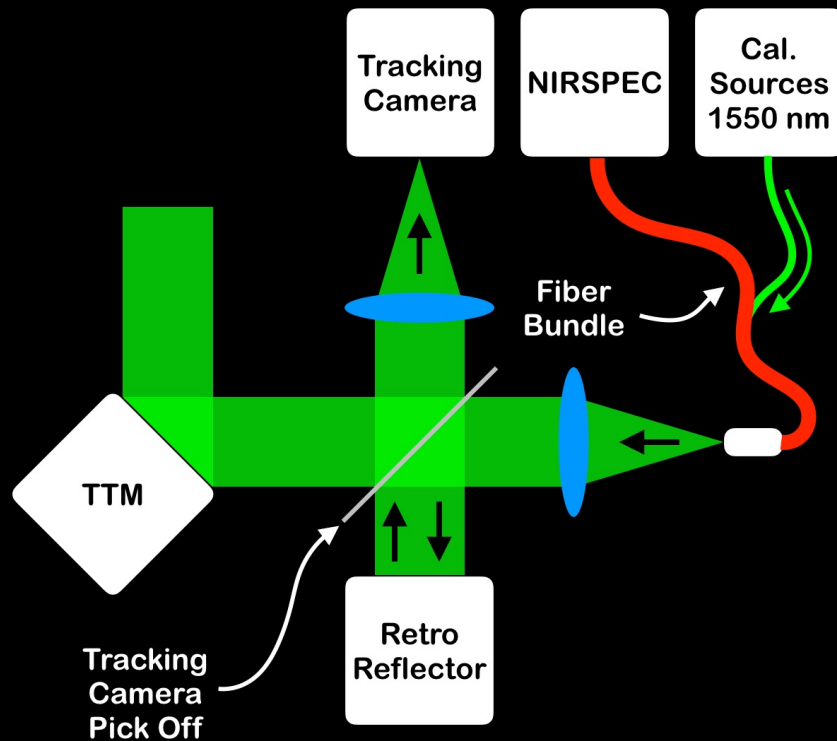 Tracking
Camera
NIRSPEC
Cal.
Sources
1550 nm
Fiber
Bundle
TTM
Retro
Reflector
Tracking
Camera
Pick Off